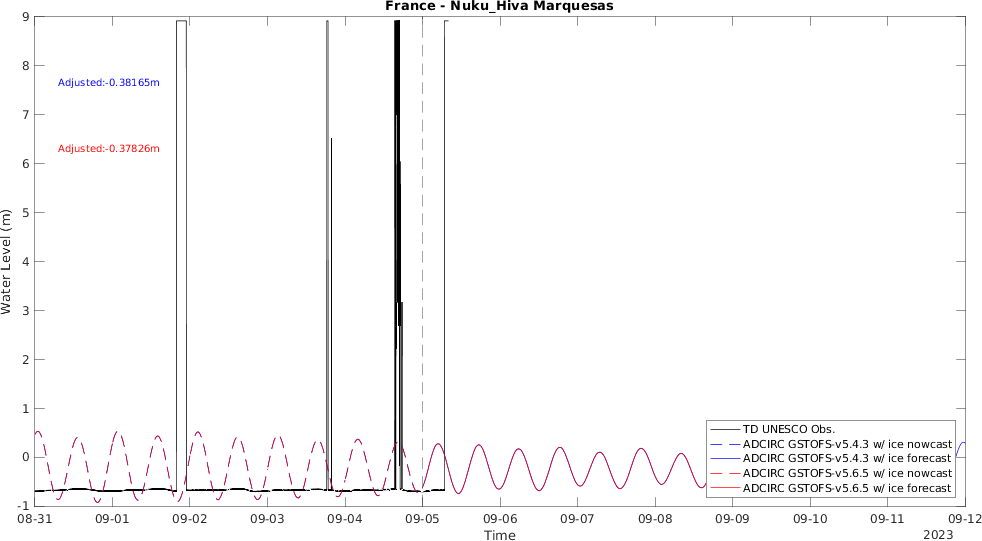 France - Nuku_Hiva Marquesas
9
8
7
6
5
4
3
2
1
0
-1
Water Level (m)
Adjusted:-0.38165m
Adjusted:-0.37826m
TD UNESCO Obs.
ADCIRC GSTOFS-v5.4.3 w/ ice nowcast
ADCIRC GSTOFS-v5.4.3 w/ ice forecast
ADCIRC GSTOFS-v5.6.5 w/ ice nowcast
ADCIRC GSTOFS-v5.6.5 w/ ice forecast
08-31 09-01 09-02 09-03 09-04 09-05 09-06 09-07 09-08 09-09 09-10 09-11 09-12
Time
2023